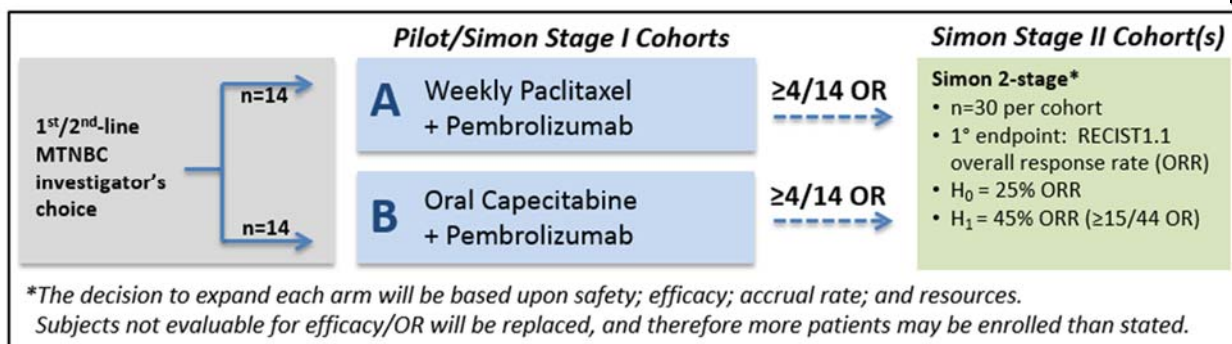 Pilot/Simon Stage I Cohorts
Simon Stage II Cohort(s)
1st/2nd-line
MTNBC
investigator's
choice
n=14
n=14
A Weekly Paclitaxel
+ Pembrolizumab
≥4/14 OR
B Oral Capecitabine
+ Pembrolizumab
≥4/14 OR
Simon 2-stage*
• n=30 per cohort
• 1° endpoint: RECIST1.1
overall response rate (ORR)
• H0 = 25% ORR
• H1 = 45% ORR (≥15/44 OR)
*The decision to expand each arm will be based upon safety; efficacy; accrual rate; and resources.
Subjects not evaluable for efficacy/OR will be replaced, and therefore more patients may be enrolled than stated.